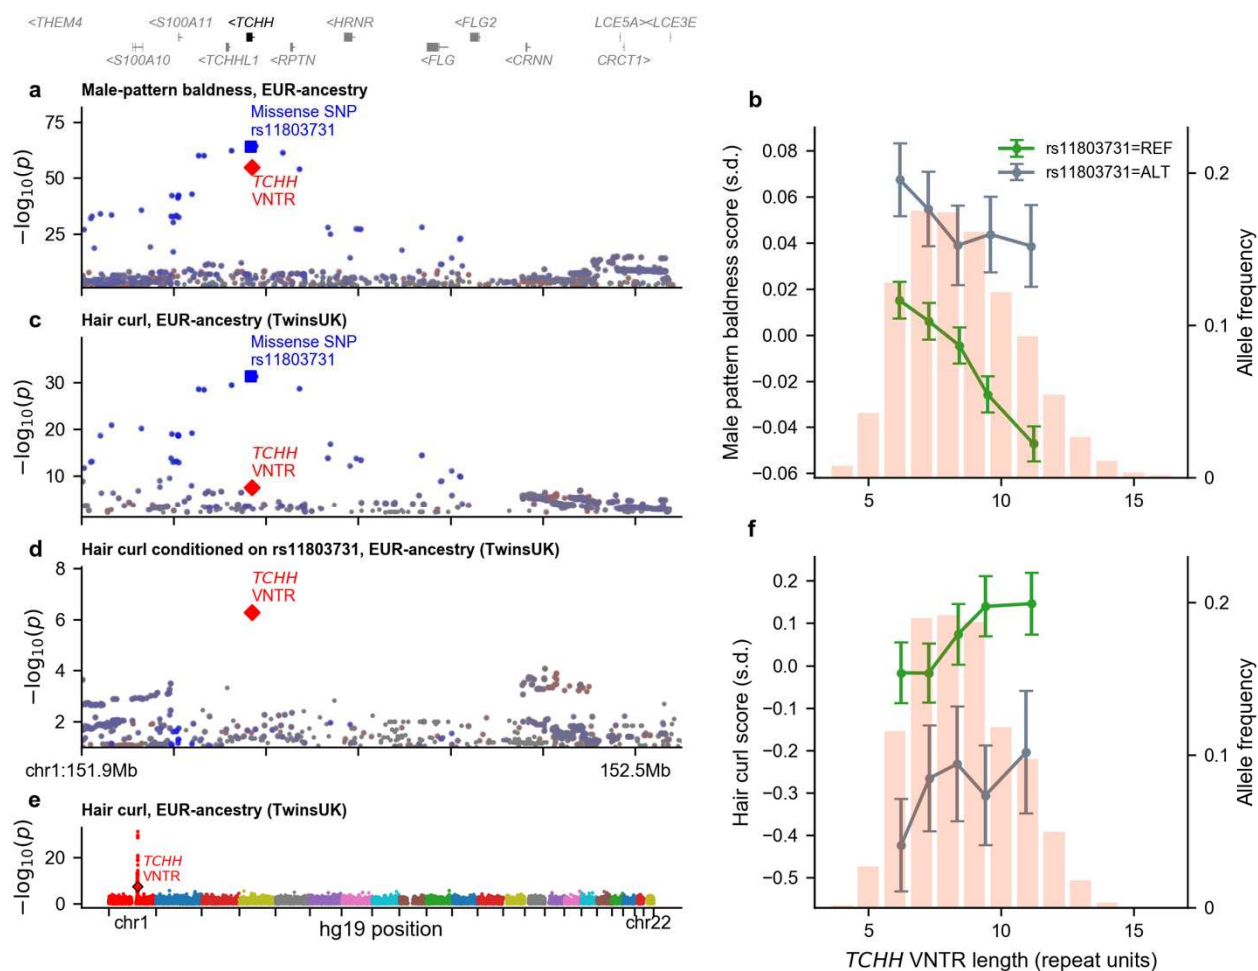 <THEM4 <S100A11 <TCHH <HRNR <FLG2 LCE5A><LCE3E
<S100A10 <TCHHL1 <RPTN <FLG <CRNN CRCT1>
a Male-pattern baldness, EUR-ancestry
Missense SNP
rs11803731
TCHH
VNTR
75
50
25
−log10(p)
b
0.08
0.06
0.04
0.02
0.00
−0.02
−0.04
−0.06
Male pattern baldness score (s.d.)
rs11803731=REF
rs11803731=ALT
0.2
0.1
0
Allele frequency
5 10 15
c Hair curl, EUR-ancestry (TwinsUK)
Missense SNP
rs11803731
TCHH
VNTR
30
20
10
−log10(p)
d Hair curl conditioned on rs11803731, EUR-ancestry (TwinsUK)
TCHH
VNTR
8
6
4
2
−log10(p)
chr1:151.9Mb 152.5Mb
e Hair curl, EUR-ancestry (TwinsUK)
TCHH
VNTR
20
0
−log10(p)
chr1 chr22
hg19 position
f
0.2
0.1
0.0
−0.1
−0.2
−0.3
−0.4
−0.5
Hair curl score (s.d.)
0.2
0.1
0
Allele frequency
5 10 15
TCHH VNTR length (repeat units)